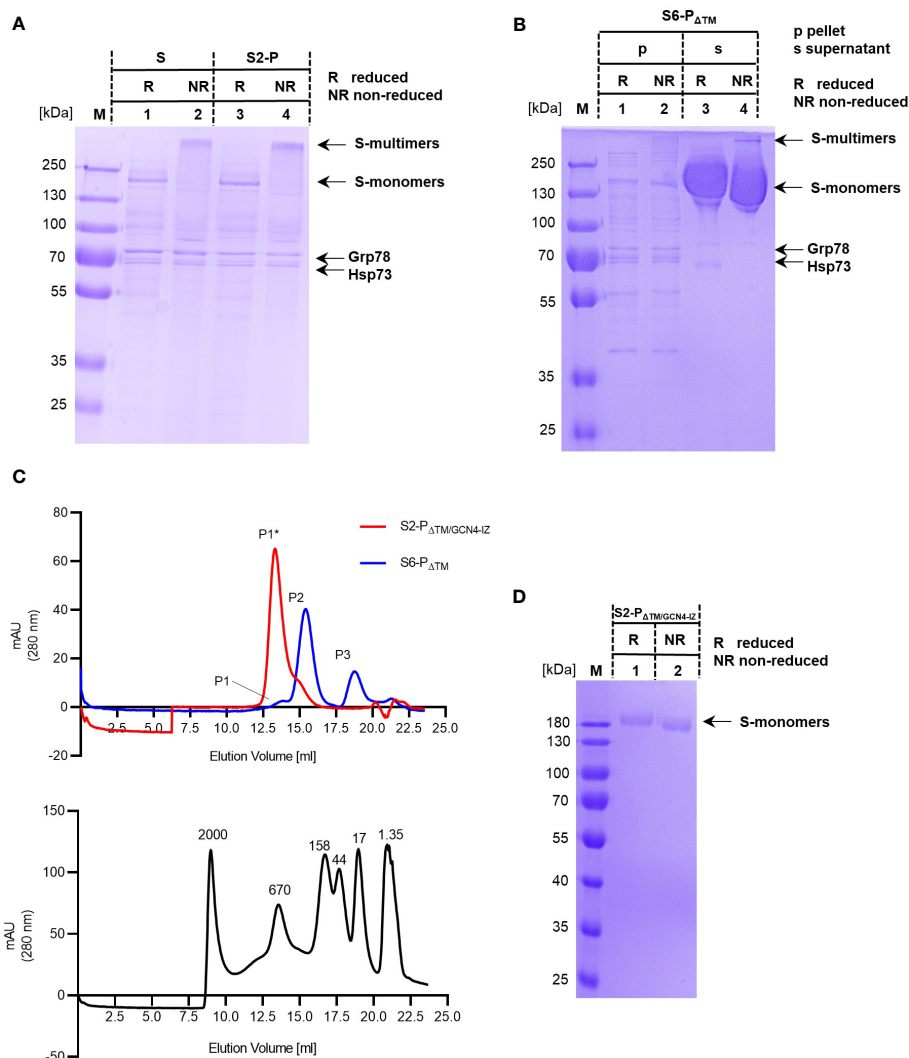 A
S S2-P
R NR R NR
R reduced
NR non-reduced
[kDa] M 1 2 3 4
S-multimers
250
S-monomers
130
100
70
Grp78
Hsp73
55
35
25
B
S6-PΔTM
p s
p pellet
s supernatant
R NR R NR
R reduced
NR non-reduced
[kDa] M 1 2 3 4
S-multimers
250
S-monomers
130
100
70
Grp78
Hsp73
55
35
25
C
80
60
40
20
0
-20
mAU
(280 nm)
P1*
P2
P3
P1
S2-PΔTM/GCN4-IZ
S6-PΔTM
2.5 5.0 7.5 10.0 12.5 15.0 17.5 20.0 22.5 25.0
Elution Volume [ml]
150
100
50
0
-50
mAU
(280 nm)
2000 670 158 44 17 1.35
2.5 5.0 7.5 10.0 12.5 15.0 17.5 20.0 22.5 25.0
Elution Volume [ml]
D
S2-PΔTM/GCN4-IZ
R NR
R reduced
NR non-reduced
[kDa] M 1 2
180
S-monomers
130
100
70
55
40
35
25